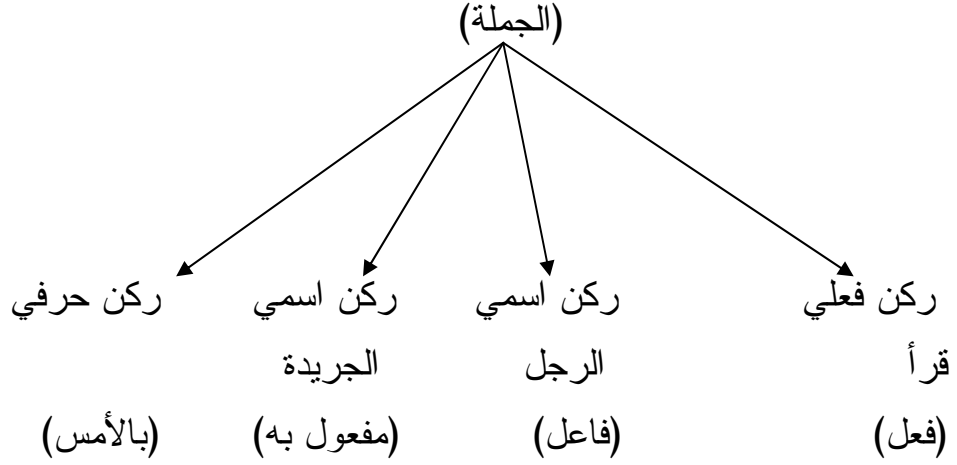 (الجملة)
ركن فعلي ركن اسمي ركن اسمي ركن حرفي
قرأ الرجل الجريدة
(فعل) (فاعل) (مفعول به) (بالأمس)